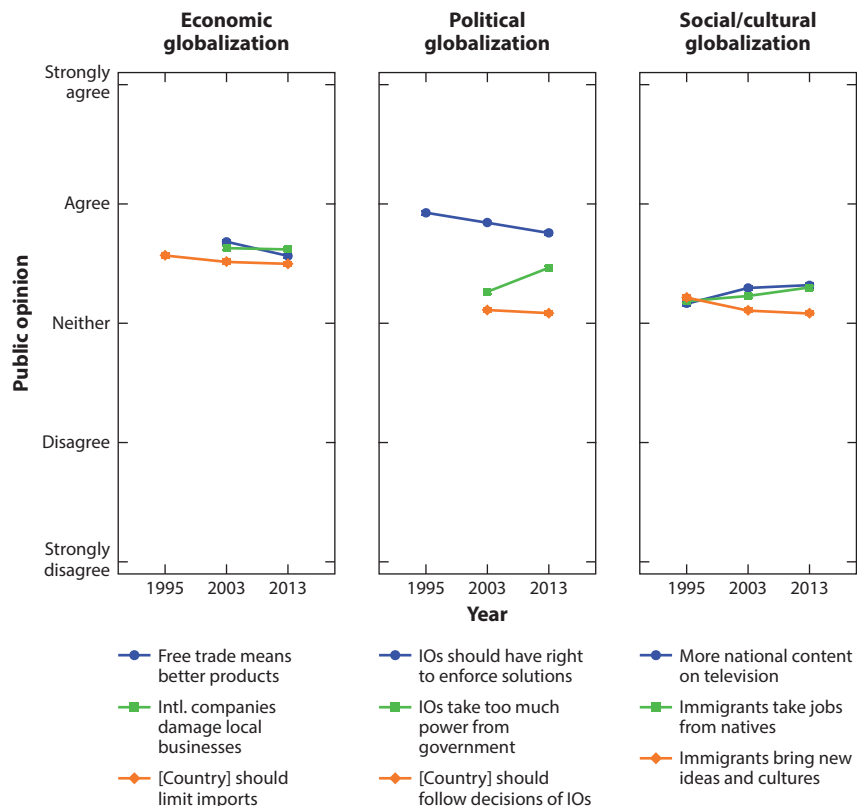 Economic
globalization
Political
globalization
Social/cultural
globalization
Public opinion
Strongly
agree
Agree
Neither
Disagree
Strongly
disagree
1995 2003 2013
1995 2003 2013
1995 2003 2013
Year
Free trade means
better products
Intl. companies
damage local
businesses
[Country] should
limit imports
IOs should have right
to enforce solutions
IOs take too much
power from
government
[Country] should
follow decisions of IOs
More national content
on television
Immigrants take jobs
from natives
Immigrants bring new
ideas and cultures